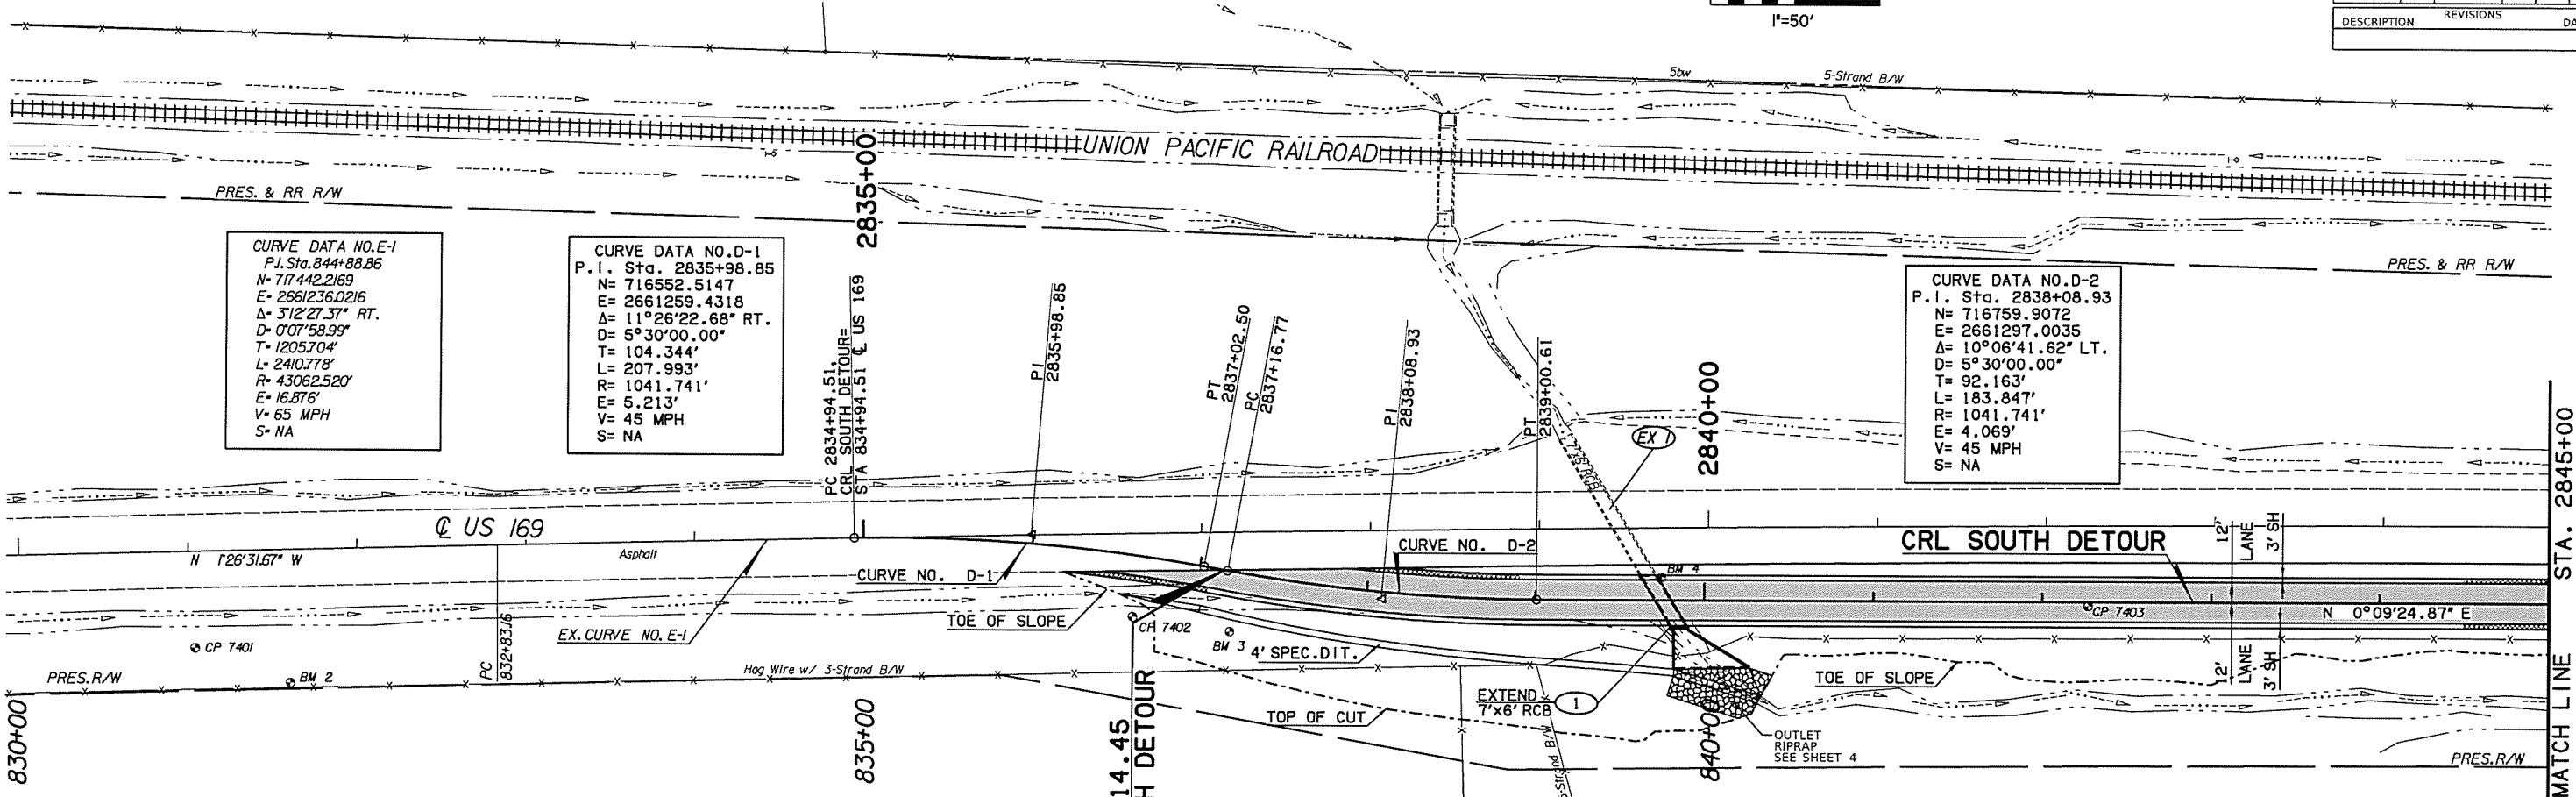 1"=50'
REVISIONS
DESCRIPTION
5bw
5-Strand B/W
UNION PACIFIC RAILROAD
PRES. & RR R/W
2835+00
PRES. & RR R/W
CURVE DATA NO. E-1
P.I. Sta. 844+88.86
N= 717442.2169
E= 2661236.0216
Δ= 3°12'27.37" RT.
D= 0°07'58.99"
T= 1205.704'
L= 2410.778'
R= 43062.520'
E= 16.876'
V= 65 MPH
S= NA
CURVE DATA NO. D-1
P.I. Sta. 2835+98.85
N= 716552.5147
E= 2661259.4318
Δ= 11°26'22.68" RT.
D= 5°30'00.00"
T= 104.344'
L= 207.993'
R= 1041.741'
E= 5.213'
V= 45 MPH
S= NA
PC 2834+94.51,
CRL SOUTH DETOUR=
STA 834+94.51 ℄ US 169
PI
2835+98.85
PT
2837+02.50
PC
2837+16.77
PI
2838+08.93
PT
2839+00.61
7'x6' RCB
EX 1
2840+00
CURVE DATA NO. D-2
P.I. Sta. 2838+08.93
N= 716759.9072
E= 2661297.0035
Δ= 10°06'41.62" LT.
D= 5°30'00.00"
T= 92.163'
L= 183.847'
R= 1041.741'
E= 4.069'
V= 45 MPH
S= NA
℄ US 169
N 1°26'31.67" W
Asphalt
CURVE NO. D-1
CURVE NO. D-2
CRL SOUTH DETOUR
12'
LANE
3' SH
BM 4
CP 7403
N 0°09'24.87" E
EX. CURVE NO. E-1
TOE OF SLOPE
CP 7402
BM 3
4' SPEC. DIT.
CP 7401
PC
832+83.16
BM 2
PRES. R/W
Hog Wire w/ 3-Strand B/W
EXTEND
7'x6' RCB
1
TOE OF SLOPE
12'
LANE
3' SH
TOP OF CUT
OUTLET
RIPRAP
SEE SHEET 4
PRES. R/W
830+00
835+00
14.45
H DETOUR
-Strand B/W
840+00
MATCH LINE STA. 2845+00